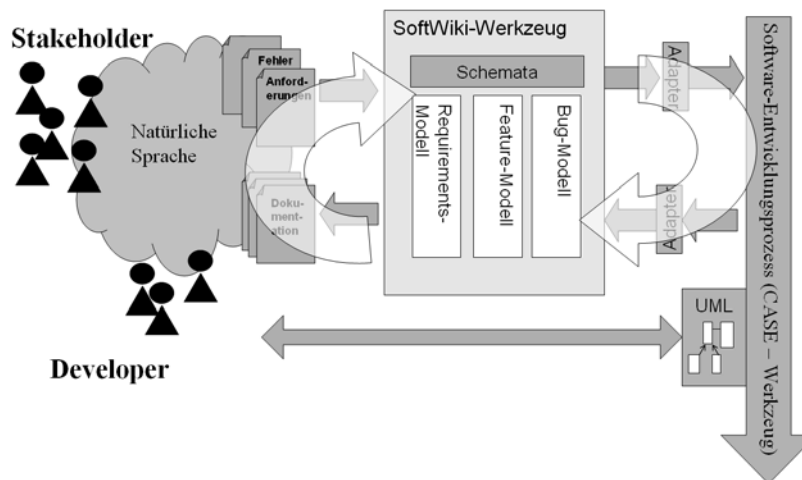 Stakeholder
Natürliche
Sprache
Fehler
Anford-
erungen
Doku-
ment-
ation
Developer
SoftWiki-Werkzeug
Schemata
Requirements-
Modell
Feature-Modell
Bug-Modell
Adapter
Adapter
UML
Software-Entwicklungsprozess (CASE – Werkzeug)